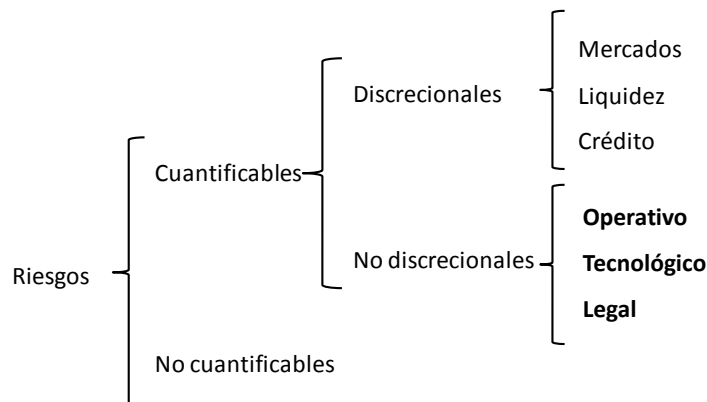 Riesgos
Cuantificables
Discrecionales
Mercados
Liquidez
Crédito
No discrecionales
Operativo
Tecnológico
Legal
No cuantificables